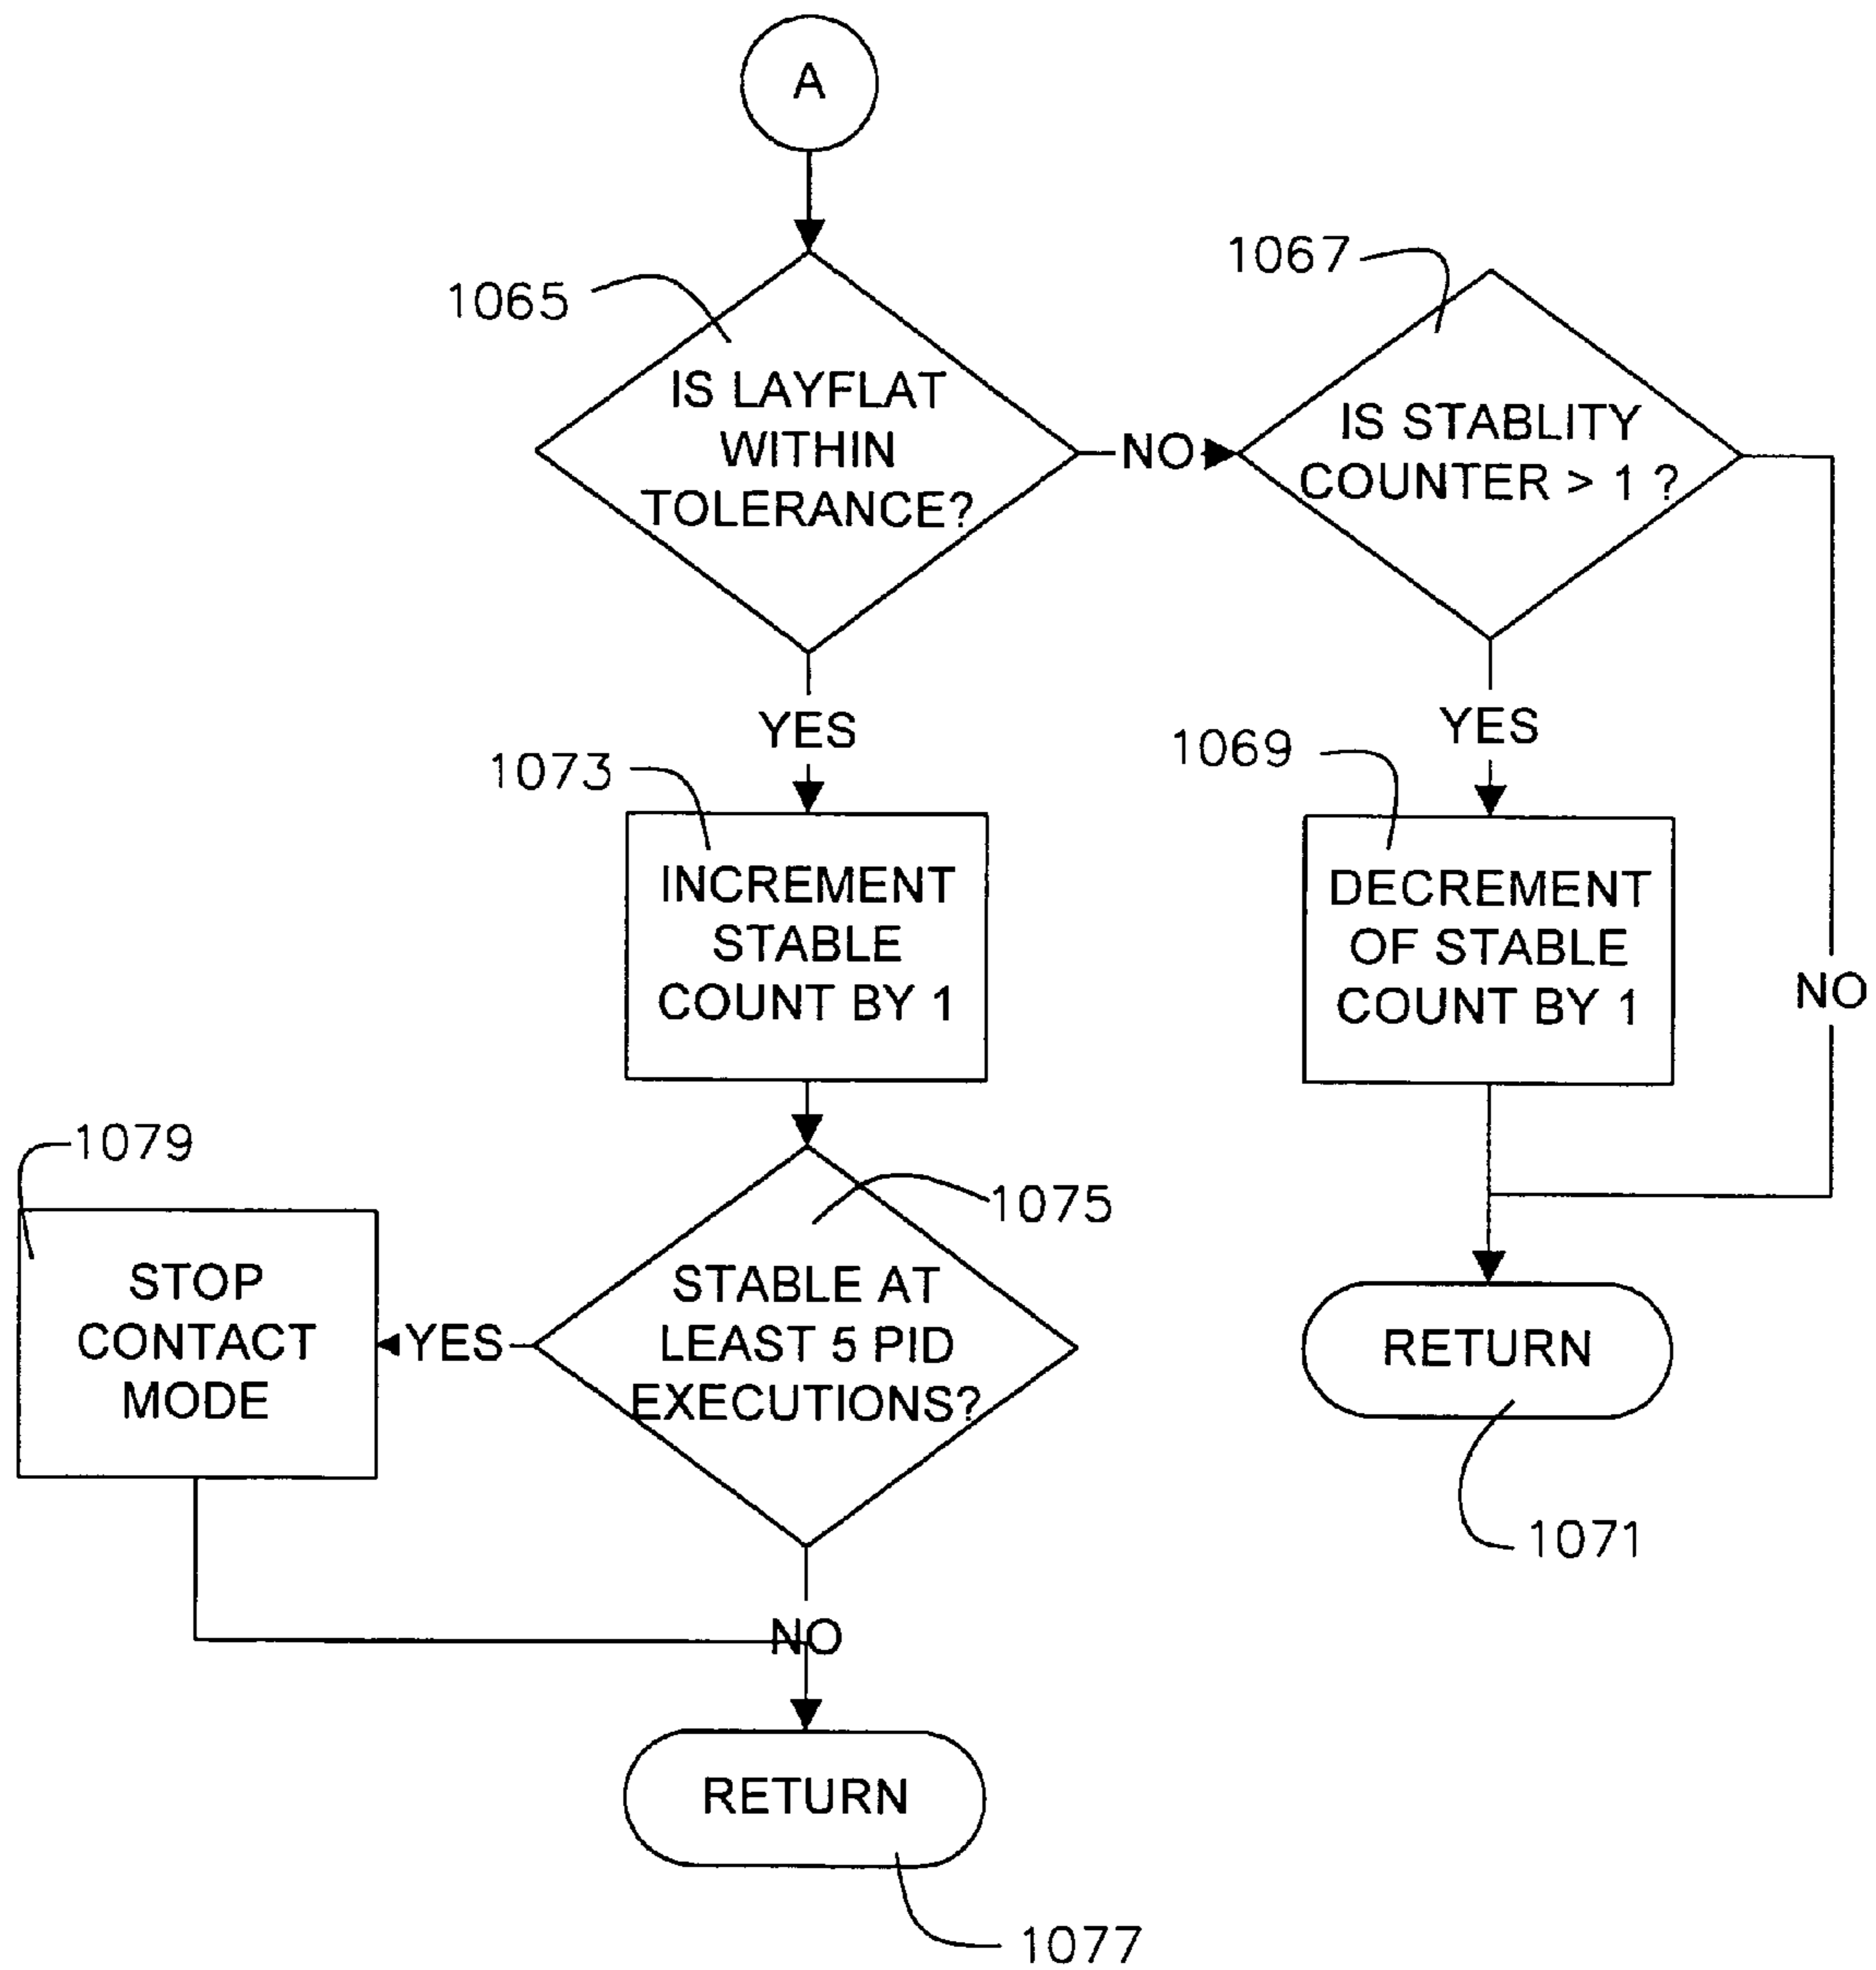 A
1065
IS LAYFLAT
WITHIN
TOLERANCE?
NO
1067
IS STABLITY
COUNTER > 1 ?
YES
1073
INCREMENT
STABLE
COUNT BY 1
YES
1069
DECREMENT
OF STABLE
COUNT BY 1
NO
1079
STOP
CONTACT
MODE
YES
1075
STABLE AT
LEAST 5 PID
EXECUTIONS?
RETURN
1071
NO
RETURN
1077